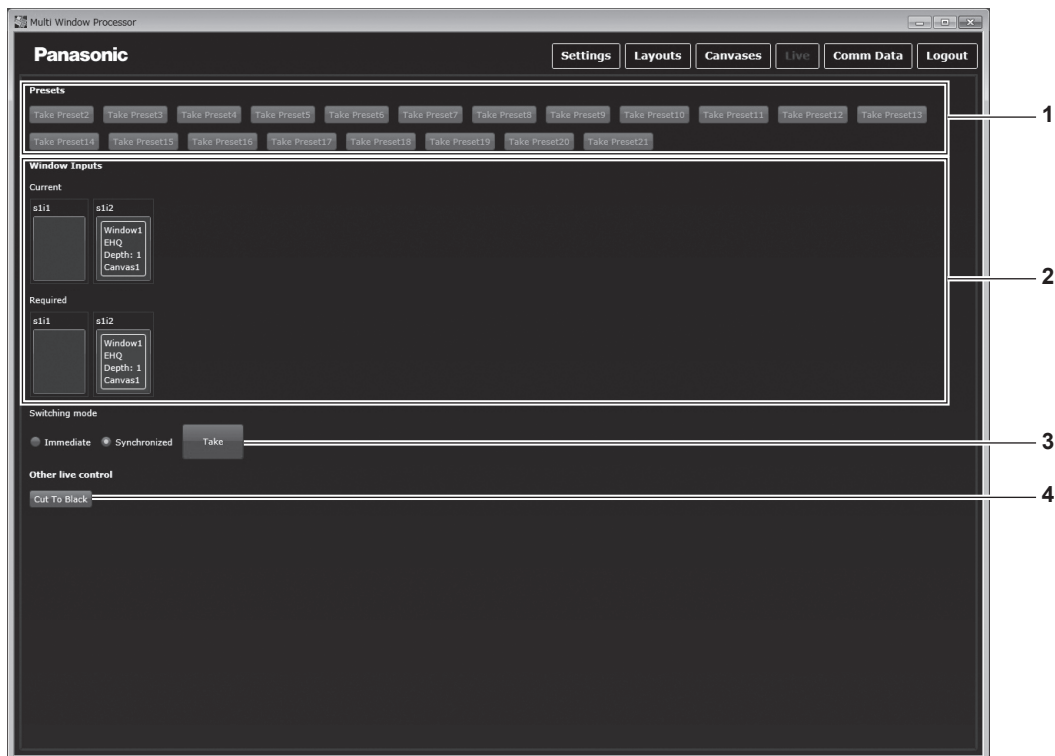 Multi Window Processor
Panasonic
Settings Layouts Canvases Live Comm Data Logout
Presets
1
Take Preset2 Take Preset3 Take Preset4 Take Preset5 Take Preset6 Take Preset7 Take Preset8 Take Preset9 Take Preset10 Take Preset11 Take Preset12 Take Preset13
Take Preset14 Take Preset15 Take Preset16 Take Preset17 Take Preset18 Take Preset19 Take Preset20 Take Preset21
Window Inputs
Current
s1i1 s1i2
Window1
EHQ
Depth: 1
Canvas1
2
Required
s1i1 s1i2
Window1
EHQ
Depth: 1
Canvas1
Switching mode
Immediate Synchronized Take
3
Other live control
Cut To Black
4